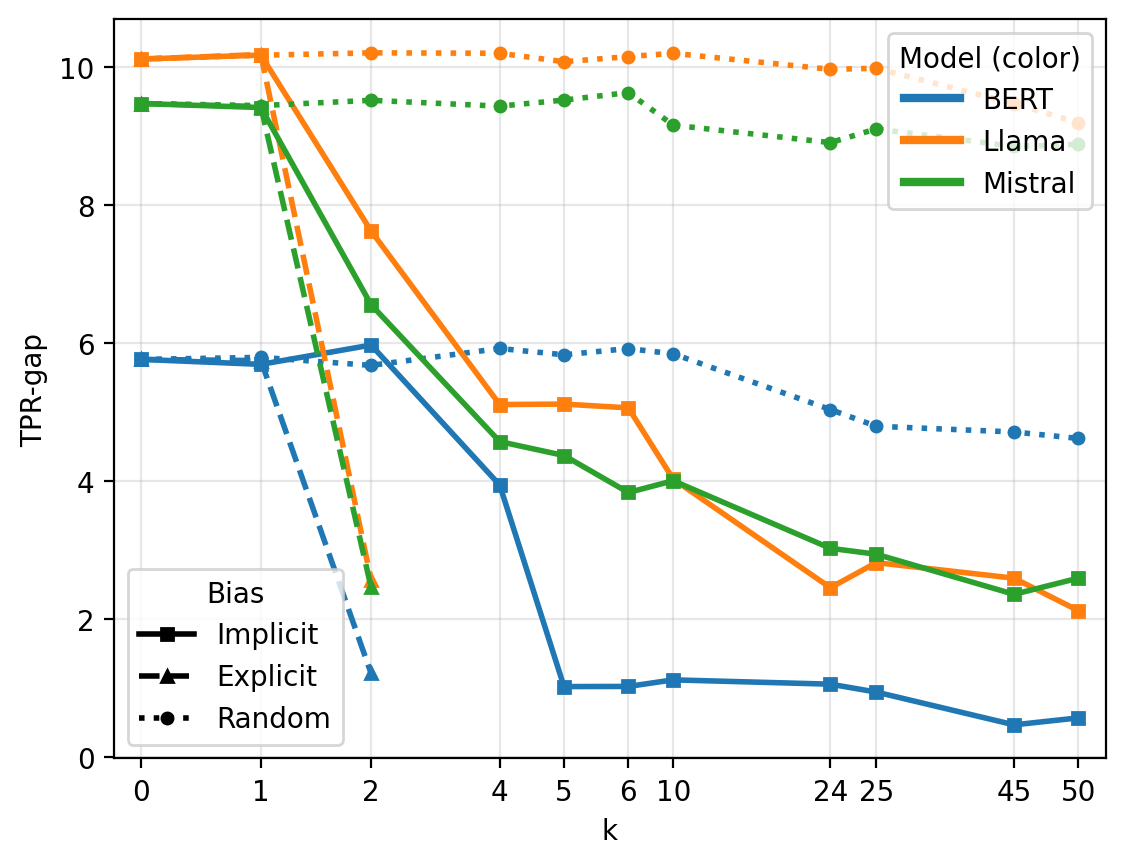 10
8
6
4
2
0
TPR-gap
Model (color)
BERT
Llama
Mistral
Bias
Implicit
Explicit
Random
0 1 2 4 5 6 10 24 25 45 50
k